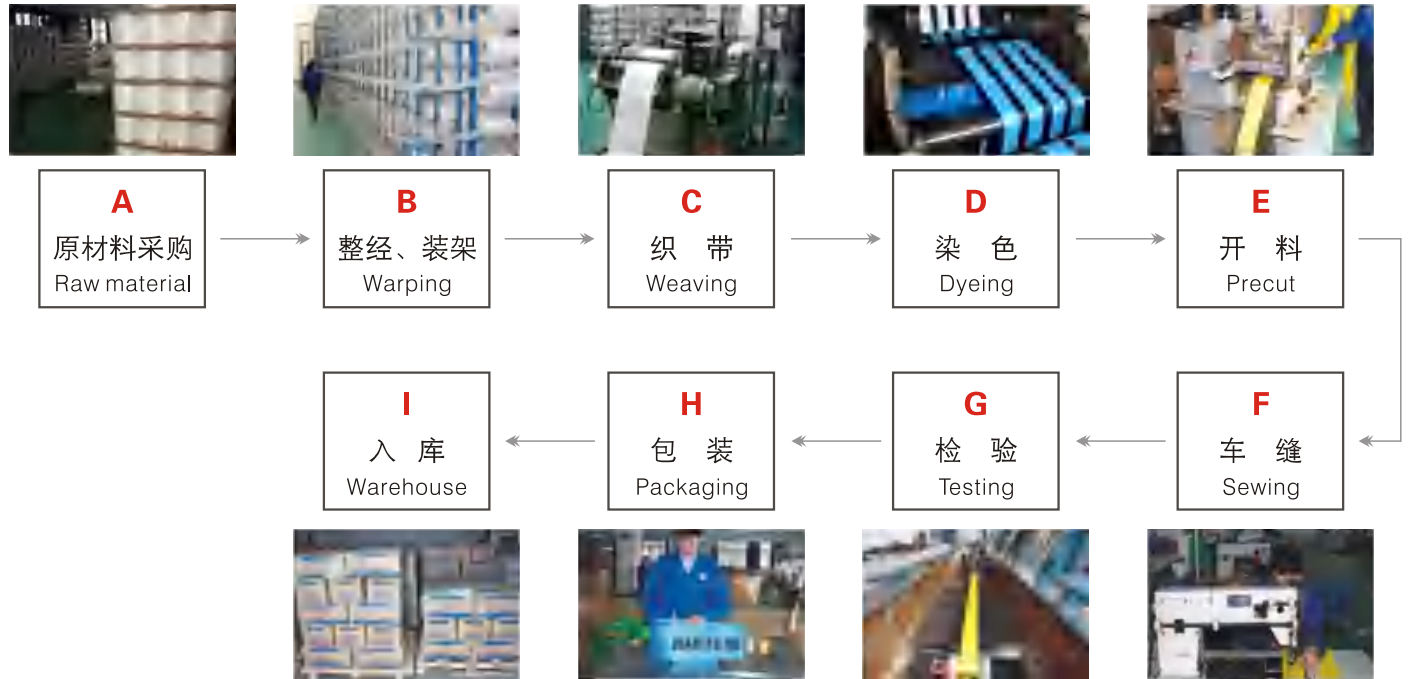 A
原材料采购
Raw material
B
整经、装架
Warping
C
织 带
Weaving
D
染 色
Dyeing
E
开 料
Precut
F
车 缝
Sewing
G
检 验
Testing
H
包 装
Packaging
I
入 库
Warehouse